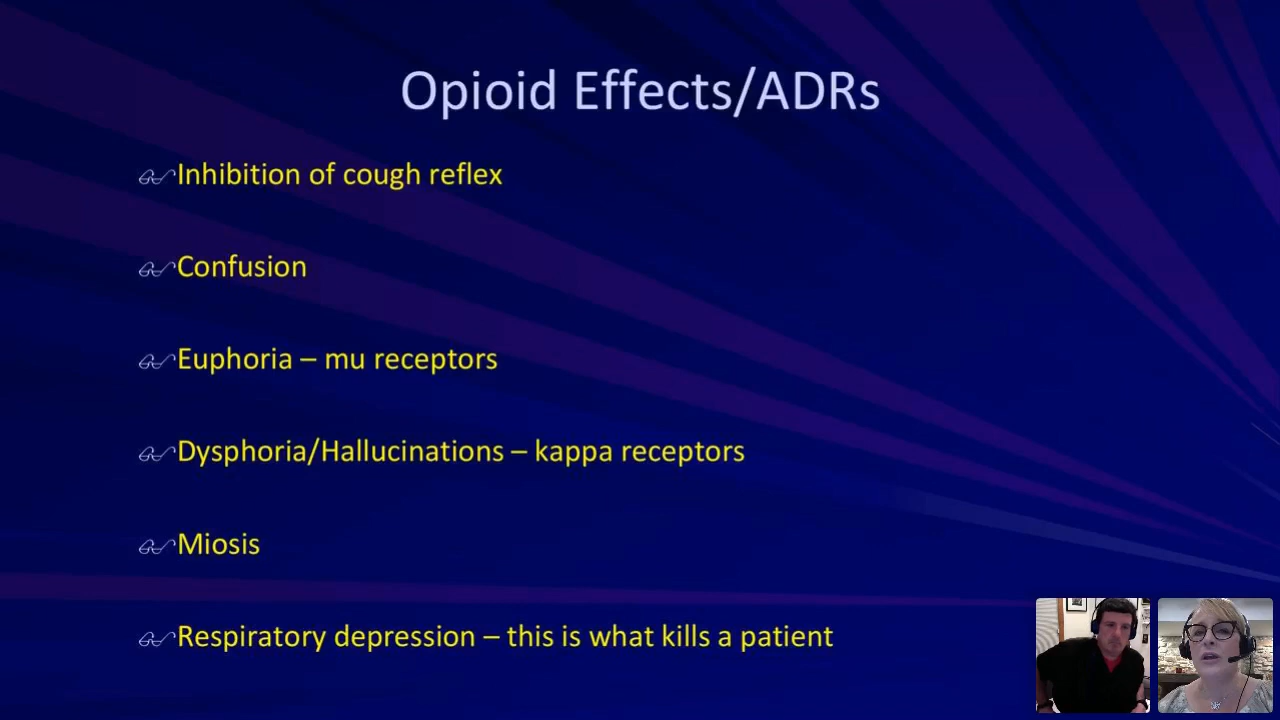 Opioid Effects/ADRs
Inhibition of cough reflex
Confusion
Euphoria – mu receptors
Dysphoria/Hallucinations – kappa receptors
Miosis
Respiratory depression – this is what kills a patient